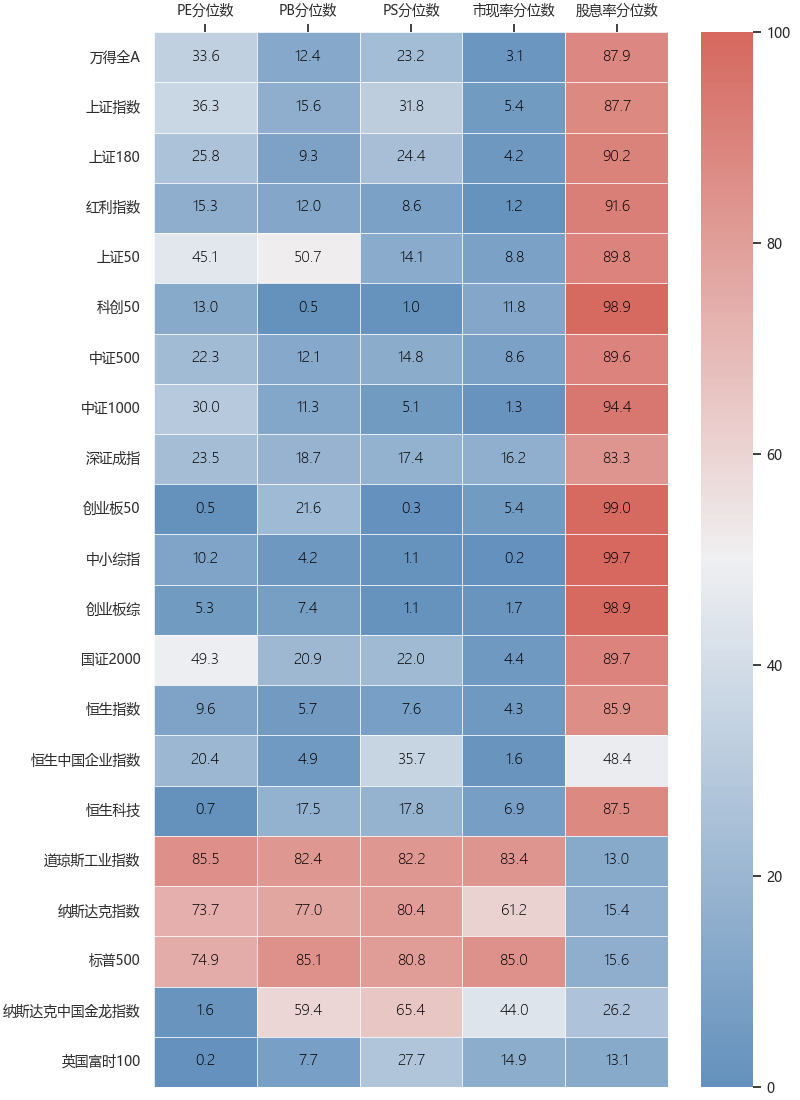 PE分位数 PB分位数 PS分位数 市现率分位数 股息率分位数
万得全A 33.6 12.4 23.2 3.1 87.9
上证指数 36.3 15.6 31.8 5.4 87.7
上证180 25.8 9.3 24.4 4.2 90.2
红利指数 15.3 12.0 8.6 1.2 91.6
上证50 45.1 50.7 14.1 8.8 89.8
科创50 13.0 0.5 1.0 11.8 98.9
中证500 22.3 12.1 14.8 8.6 89.6
中证1000 30.0 11.3 5.1 1.3 94.4
深证成指 23.5 18.7 17.4 16.2 83.3
创业板50 0.5 21.6 0.3 5.4 99.0
中小综指 10.2 4.2 1.1 0.2 99.7
创业板综 5.3 7.4 1.1 1.7 98.9
国证2000 49.3 20.9 22.0 4.4 89.7
恒生指数 9.6 5.7 7.6 4.3 85.9
恒生中国企业指数 20.4 4.9 35.7 1.6 48.4
恒生科技 0.7 17.5 17.8 6.9 87.5
道琼斯工业指数 85.5 82.4 82.2 83.4 13.0
纳斯达克指数 73.7 77.0 80.4 61.2 15.4
标普500 74.9 85.1 80.8 85.0 15.6
纳斯达克中国金龙指数 1.6 59.4 65.4 44.0 26.2
英国富时100 0.2 7.7 27.7 14.9 13.1
100
80
60
40
20
0